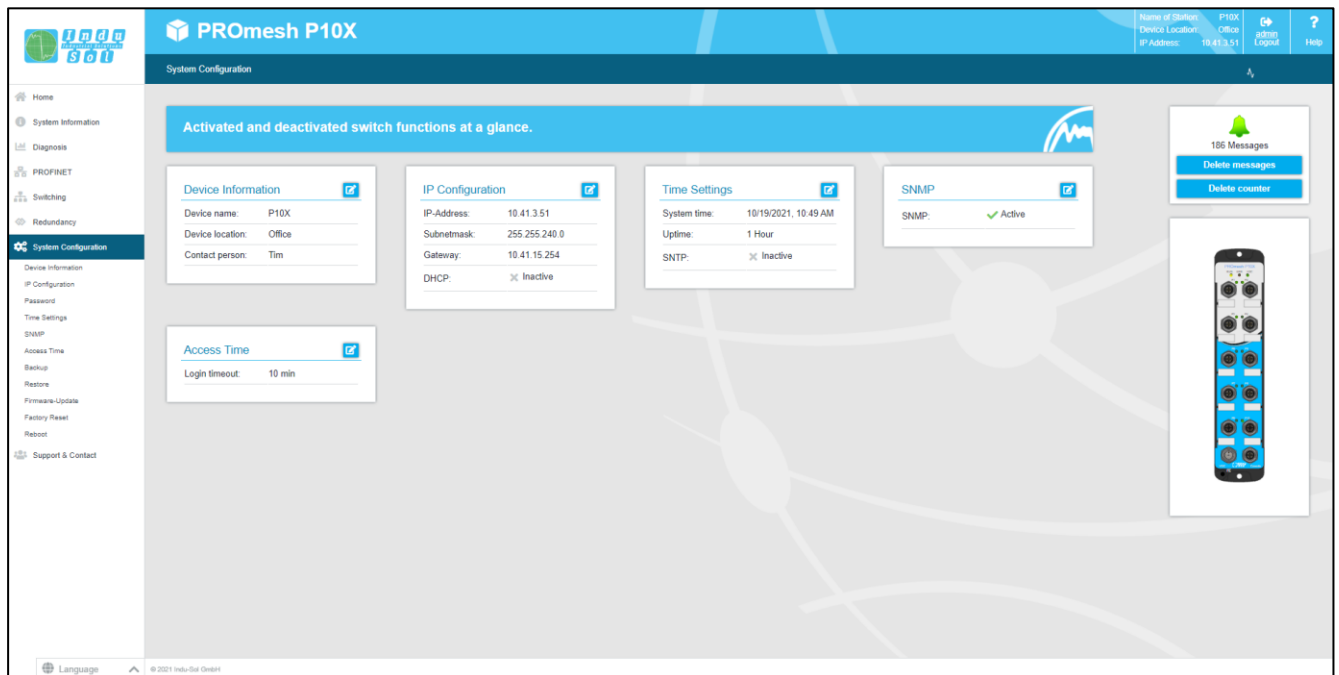 Indu
Sol
PROmesh P10X
Name of Station: P10X
Device Location: Office
IP Address: 10.41.3.51
admin
Logout
?
Help
System Configuration
Home
System Information
Diagnosis
PROFINET
Switching
Redundancy
System Configuration
Device Information
IP Configuration
Password
Time Settings
SNMP
Access Time
Backup
Restore
Firmware-Update
Factory Reset
Reboot
Support & Contact
Activated and deactivated switch functions at a glance.
Device Information
Device name: P10X
Device location: Office
Contact person: Tim
IP Configuration
IP-Address: 10.41.3.51
Subnetmask: 255.255.240.0
Gateway: 10.41.15.254
DHCP: Inactive
Time Settings
System time: 10/19/2021, 10:49 AM
Uptime: 1 Hour
SNTP: Inactive
SNMP
SNMP: Active
Access Time
Login timeout: 10 min
186 Messages
Delete messages
Delete counter
Language
© 2021 Indu-Sol GmbH